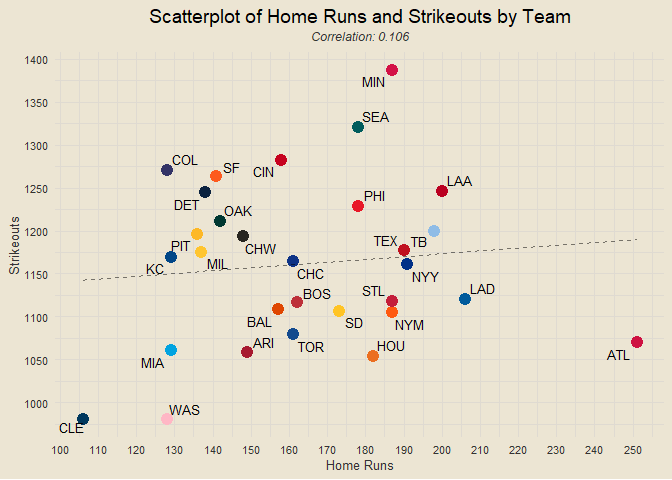 Scatterplot of Home Runs and Strikeouts by Team
Correlation: 0.106
Strikeouts
1400
1350
1300
1250
1200
1150
1100
1050
1000
MIN
SEA
COL
SF
CIN
DET
OAK
PHI
LAA
PIT
MIL
KC
CHW
CHC
TEX
TB
NYY
BOS
BAL
STL
SD
NYM
LAD
MIA
ARI
TOR
HOU
ATL
CLE
WAS
100 110 120 130 140 150 160 170 180 190 200 210 220 230 240 250
Home Runs